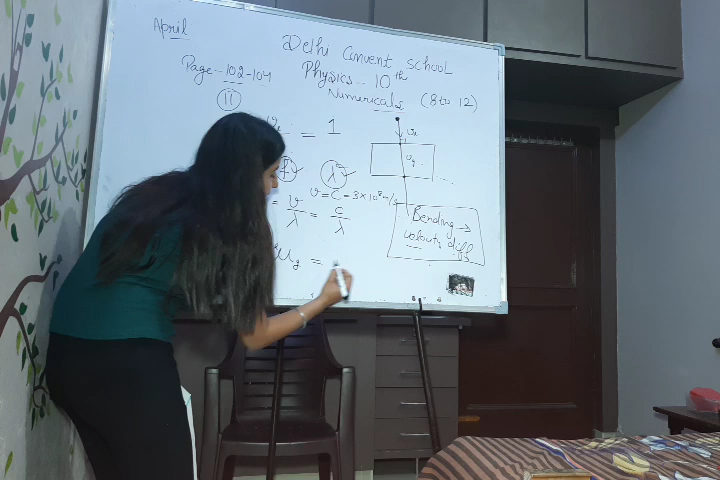 April
Delhi Convent School
Page - 102-104
Physics - 10th
Numericals (8 to 12)
11
= 1
λ
v = C = 3×10⁸ m/s
= v/λ = c/λ
Bending →
velocity diff
μg =